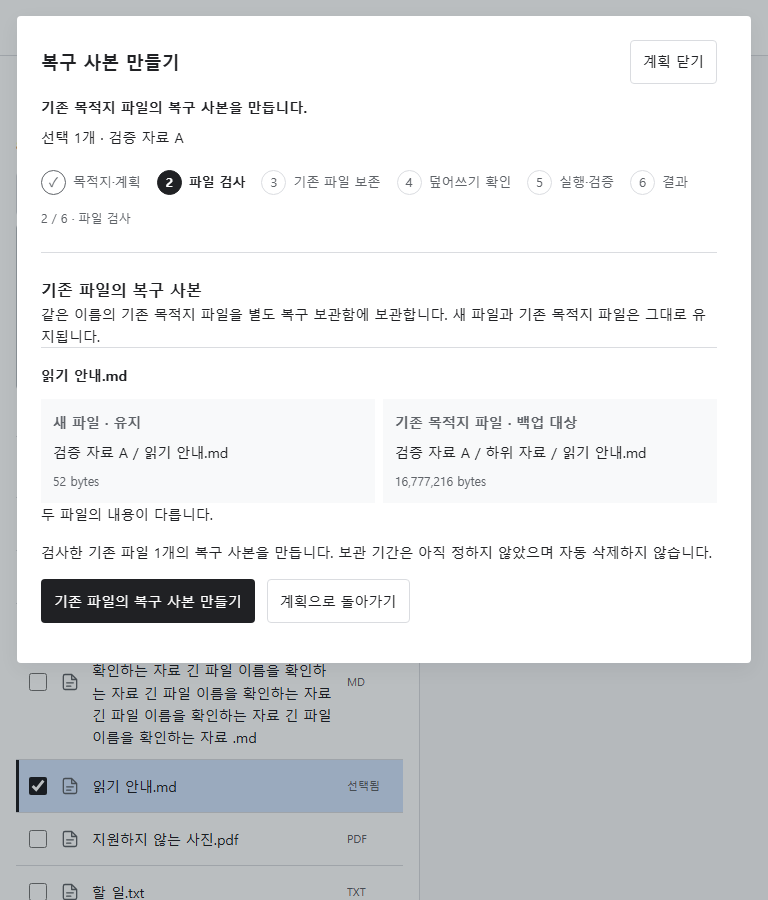 복구 사본 만들기
계획 닫기
기존 목적지 파일의 복구 사본을 만듭니다.
선택 1개 · 검증 자료 A
목적지·계획
2 파일 검사
3 기존 파일 보존
4 덮어쓰기 확인
5 실행·검증
6 결과
2 / 6 · 파일 검사
기존 파일의 복구 사본
같은 이름의 기존 목적지 파일을 별도 복구 보관함에 보관합니다. 새 파일과 기존 목적지 파일은 그대로 유
지됩니다.
읽기 안내.md
새 파일 · 유지
검증 자료 A / 읽기 안내.md
52 bytes
기존 목적지 파일 · 백업 대상
검증 자료 A / 하위 자료 / 읽기 안내.md
16,777,216 bytes
두 파일의 내용이 다릅니다.
검사한 기존 파일 1개의 복구 사본을 만듭니다. 보관 기간은 아직 정하지 않았으며 자동 삭제하지 않습니다.
기존 파일의 복구 사본 만들기
계획으로 돌아가기
확인하는 자료 긴 파일 이름을 확인하
는 자료 긴 파일 이름을 확인하는 자료
긴 파일 이름을 확인하는 자료 긴 파일
이름을 확인하는 자료 .md
MD
읽기 안내.md
선택됨
지원하지 않는 사진.pdf
PDF
할 일.txt
TXT